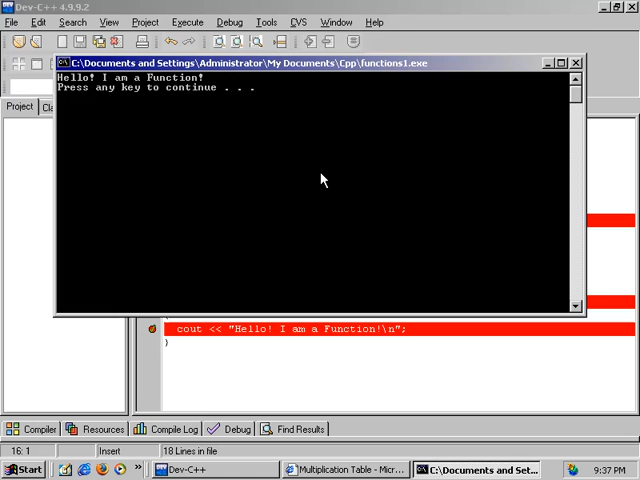 Dev-C++ 4.9.9.2
File Edit Search View Project Execute Debug Tools CVS Window Help
C:\Documents and Settings\Administrator\My Documents\Cpp\functions1.exe
Hello! I am a Function!
Press any key to continue . . .
Project Cla
cout << "Hello! I am a Function!\n";
}
Compiler Resources Compile Log Debug Find Results
16: 1 Insert 18 Lines in file
Start » Dev-C++ Multiplication Table - Micr... C:\Documents and Set... 9:37 PM